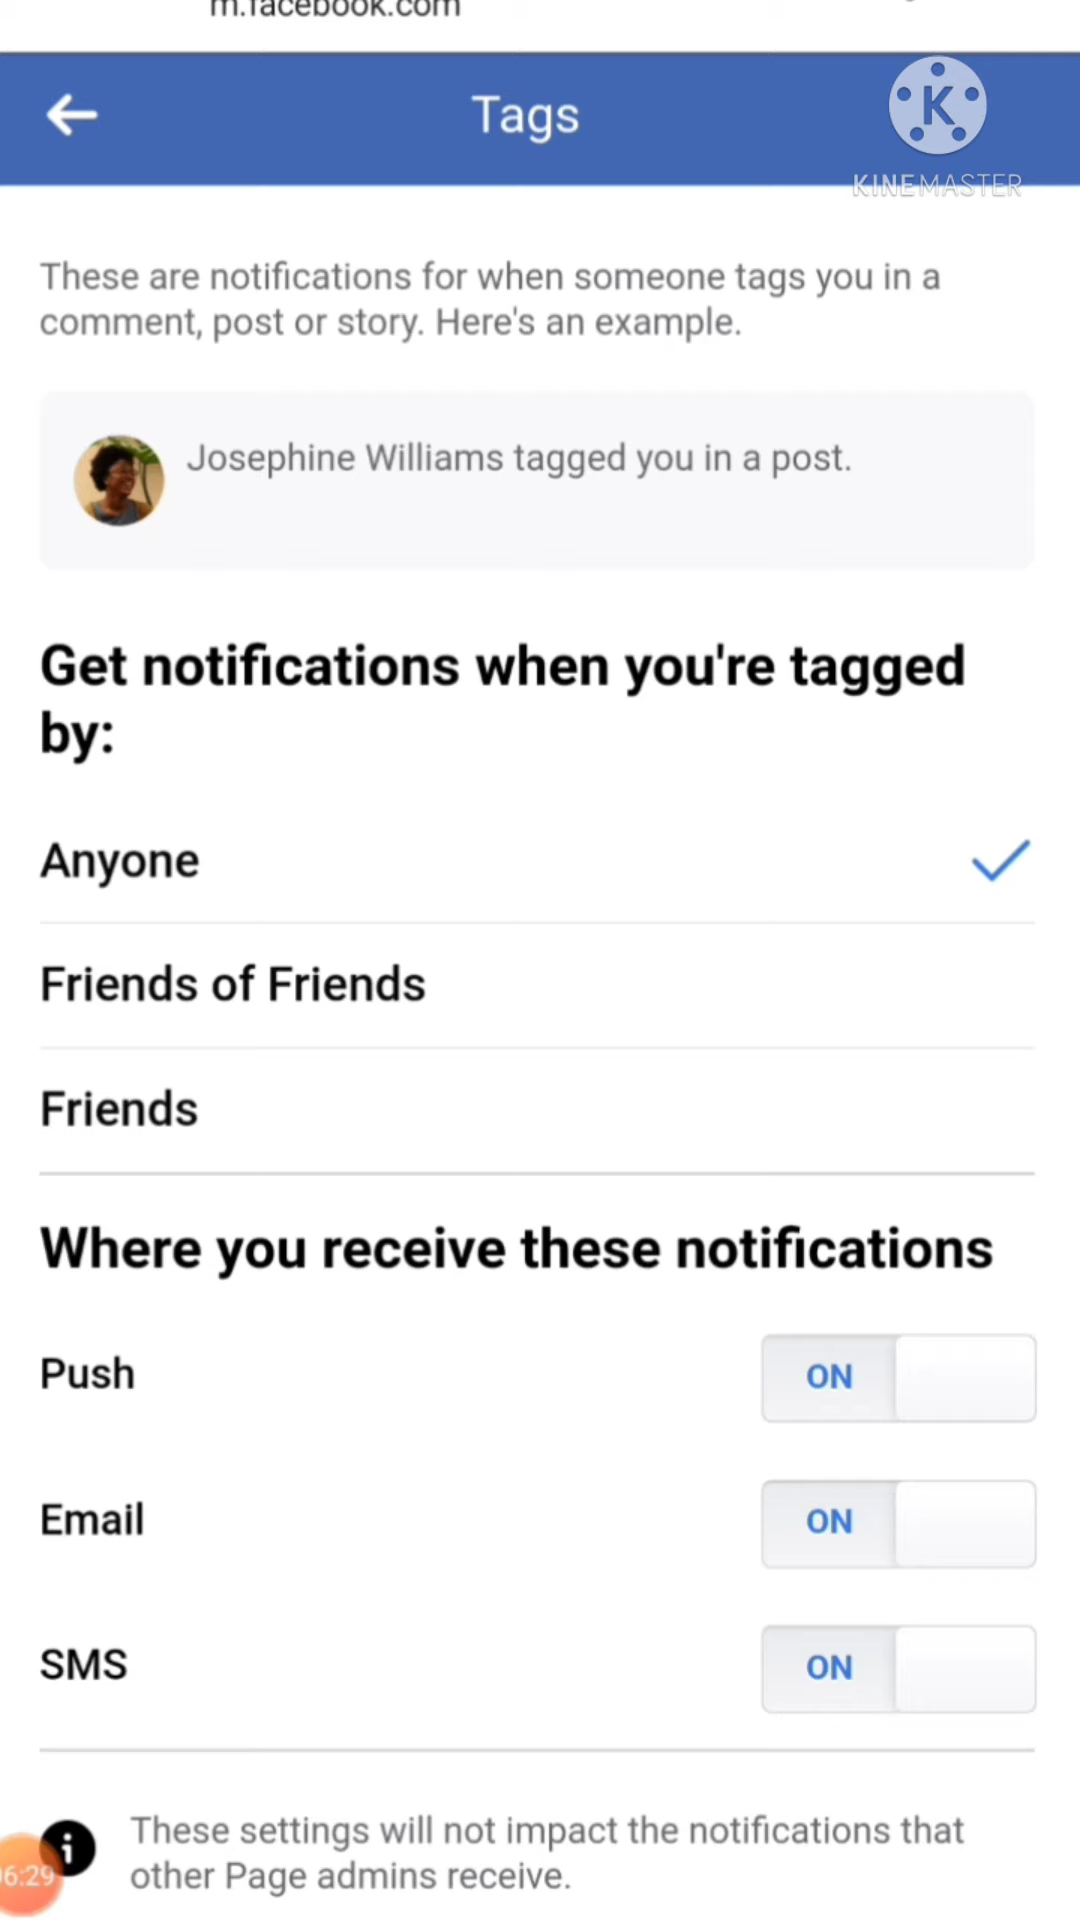 m.facebook.com
Tags
K
KINEMASTER
These are notifications for when someone tags you in a
comment, post or story. Here's an example.
Josephine Williams tagged you in a post.
Get notifications when you're tagged
by:
Anyone
Friends of Friends
Friends
Where you receive these notifications
Push
ON
Email
ON
SMS
ON
These settings will not impact the notifications that
other Page admins receive.
06:29